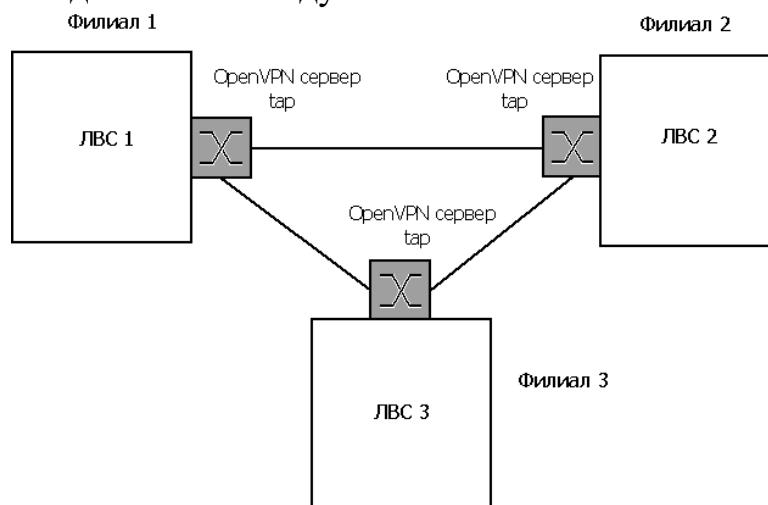 Филиал 1
Филиал 2
OpenVPN сервер
tap
OpenVPN сервер
tap
ЛВС 1
ЛВС 2
OpenVPN сервер
tap
Филиал 3
ЛВС 3